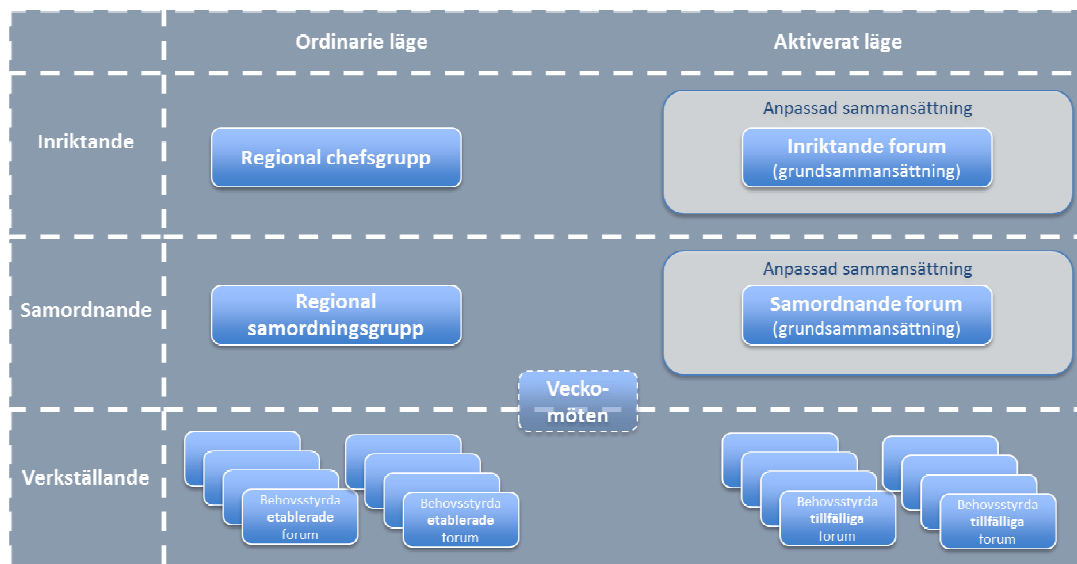 Ordinarie läge
Aktiverat läge
Inriktande
Regional chefsgrupp
Anpassad sammansättning
Inriktande forum
(grundsammansättning)
Samordnande
Regional
samordningsgrupp
Anpassad sammansättning
Samordnande forum
(grundsammansättning)
Vecko-
möten
Verkställande
Behovsstyrda
etablerade
forum
Behovsstyrda
etablerade
forum
Behovsstyrda
tillfälliga
forum
Behovsstyrda
tillfälliga
forum